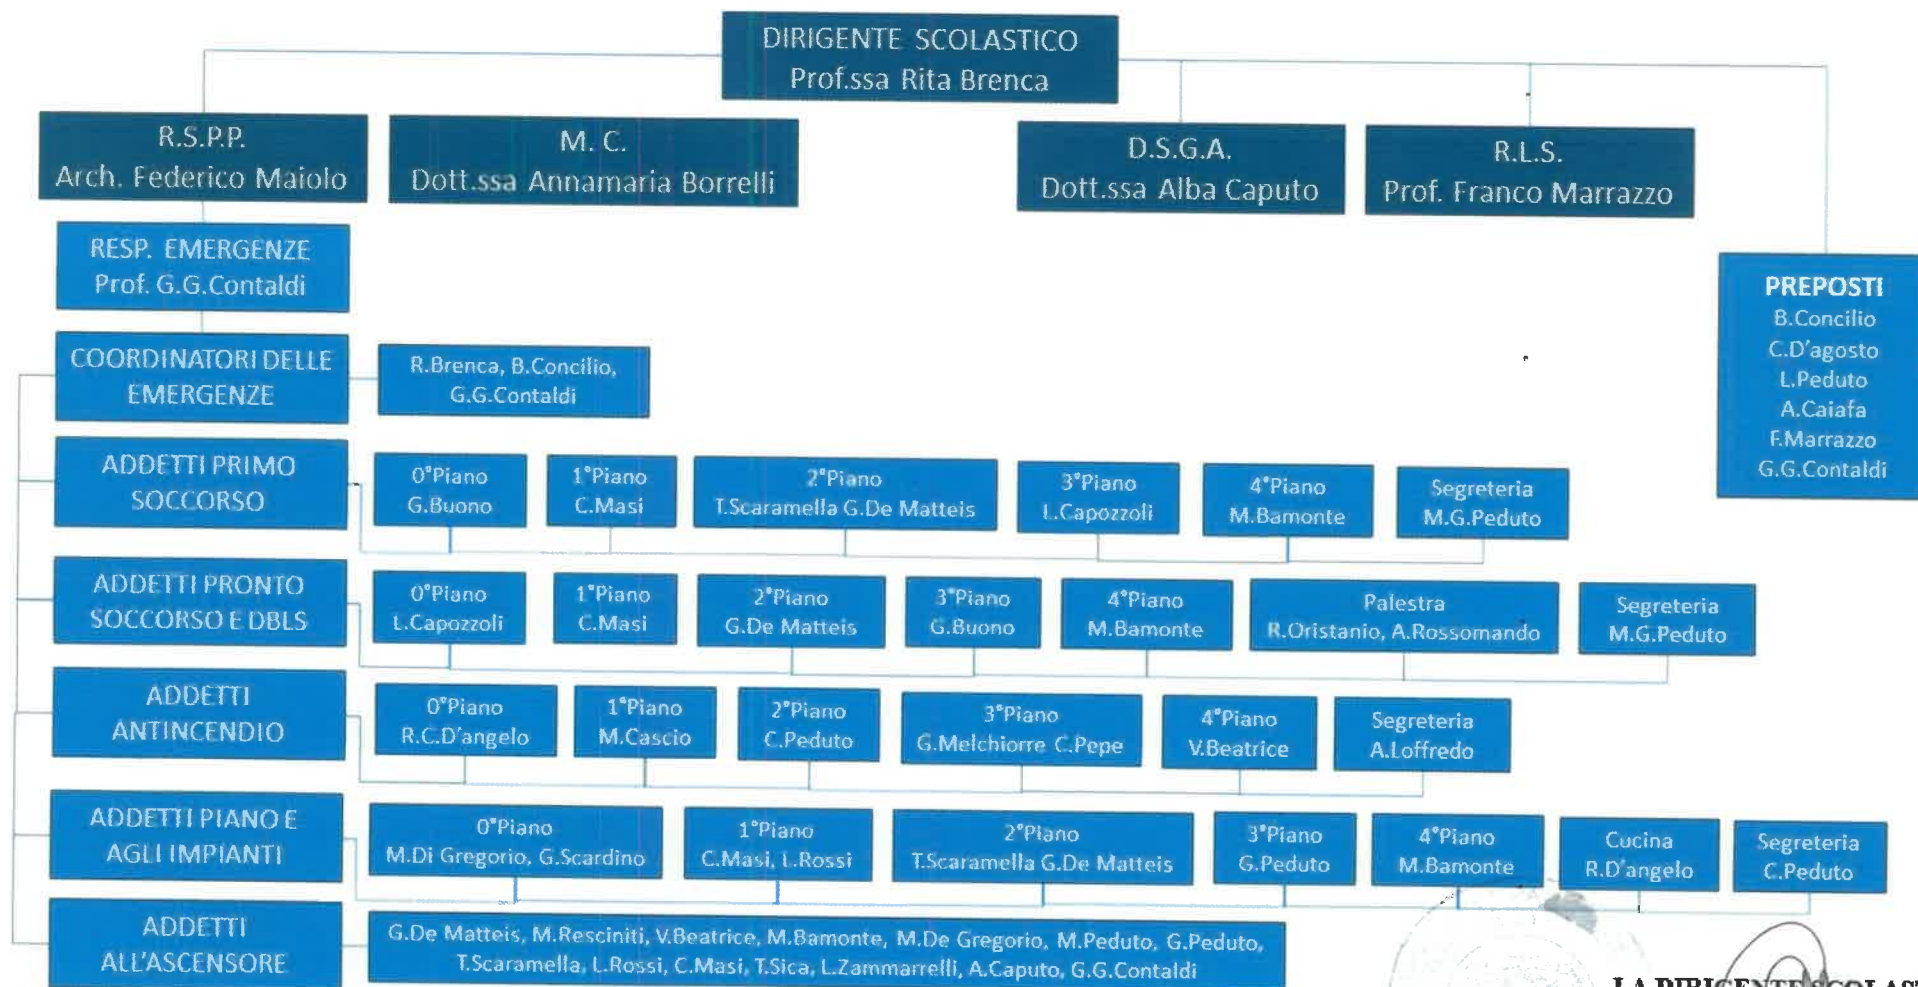 DIRIGENTE SCOLASTICO
Prof.ssa Rita Brenca
R.S.P.P.
Arch. Federico Maiolo
M. C.
Dott.ssa Annamaria Borrelli
D.S.G.A.
Dott.ssa Alba Caputo
R.L.S.
Prof. Franco Marrazzo
RESP. EMERGENZE
Prof. G.G.Contaldi
PREPOSTI
B.Concilio
C.D'agosto
L.Peduto
A.Caiafa
F.Marrazzo
G.G.Contaldi
COORDINATORI DELLE
EMERGENZE
R.Brenca, B.Concilio,
G.G.Contaldi
ADDETTI PRIMO
SOCCORSO
0°Piano
G.Buono
1°Piano
C.Masi
2°Piano
T.Scaramella G.De Matteis
3°Piano
L.Capozzoli
4°Piano
M.Bamonte
Segreteria
M.G.Peduto
ADDETTI PRONTO
SOCCORSO E DBLS
0°Piano
L.Capozzoli
1°Piano
C.Masi
2°Piano
G.De Matteis
3°Piano
G.Buono
4°Piano
M.Bamonte
Palestra
R.Oristanio, A.Rossomando
Segreteria
M.G.Peduto
ADDETTI
ANTINCENDIO
0°Piano
R.C.D'angelo
1°Piano
M.Cascio
2°Piano
C.Peduto
3°Piano
G.Melchiorre C.Pepe
4°Piano
V.Beatrice
Segreteria
A.Loffredo
ADDETTI PIANO E
AGLI IMPIANTI
0°Piano
M.Di Gregorio, G.Scardino
1°Piano
C.Masi, L.Rossi
2°Piano
T.Scaramella G.De Matteis
3°Piano
G.Peduto
4°Piano
M.Bamonte
Cucina
R.D'angelo
Segreteria
C.Peduto
ADDETTI
ALL'ASCENSORE
G.De Matteis, M.Resciniti, V.Beatrice, M.Bamonte, M.De Gregorio, M.Peduto, G.Peduto,
T.Scaramella, L.Rossi, C.Masi, T.Sica, L.Zammarrelli, A.Caputo, G.G.Contaldi
LA DIRIGENTE SCOLAST